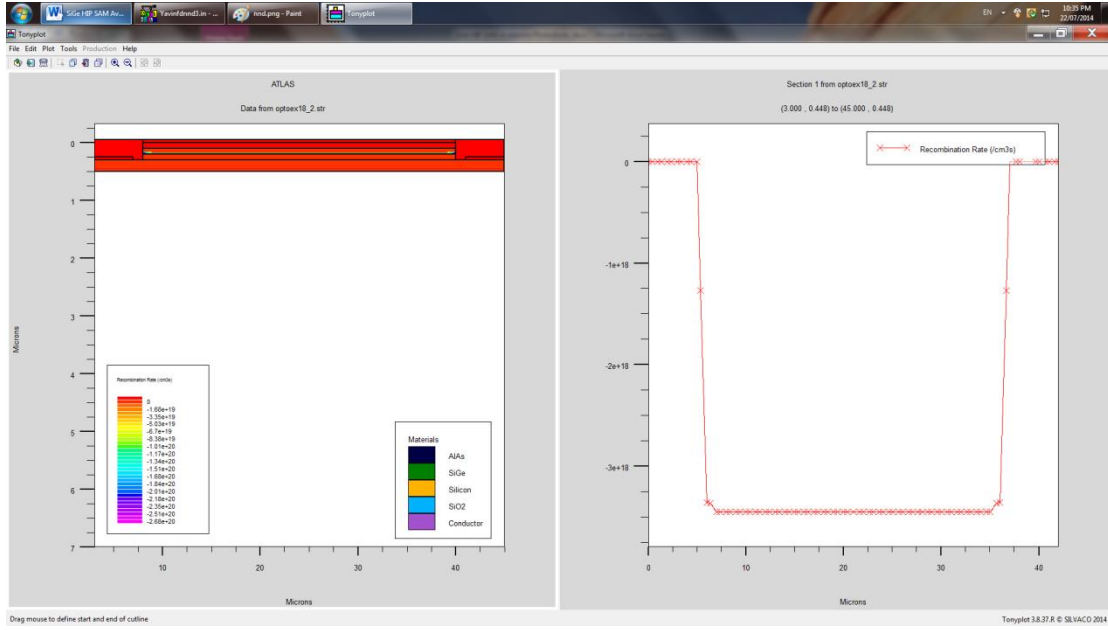 SiGe HIP SAM Av...
Yavinfdnnd3.in - ...
nnd.png - Paint
Tonyplot
EN
10:35 PM
22/07/2014
Tonyplot
File Edit Plot Tools Production Help
ATLAS
Data from optoex18_2.str
0
1
2
3
4
5
6
7
Microns
10
20
30
40
Microns
Recombination Rate (/cm3s)
0
-1.68e+19
-3.35e+19
-5.03e+19
-6.7e+19
-8.38e+19
-1.01e+20
-1.17e+20
-1.34e+20
-1.51e+20
-1.68e+20
-1.84e+20
-2.01e+20
-2.18e+20
-2.35e+20
-2.51e+20
-2.68e+20
Materials
AlAs
SiGe
Silicon
SiO2
Conductor
Section 1 from optoex18_2.str
(3.000 , 0.448) to (45.000 , 0.448)
Recombination Rate (/cm3s)
0
-1e+18
-2e+18
-3e+18
0
10
20
30
40
Microns
Drag mouse to define start and end of cutline
Tonyplot 3.8.37.R © SILVACO 2014